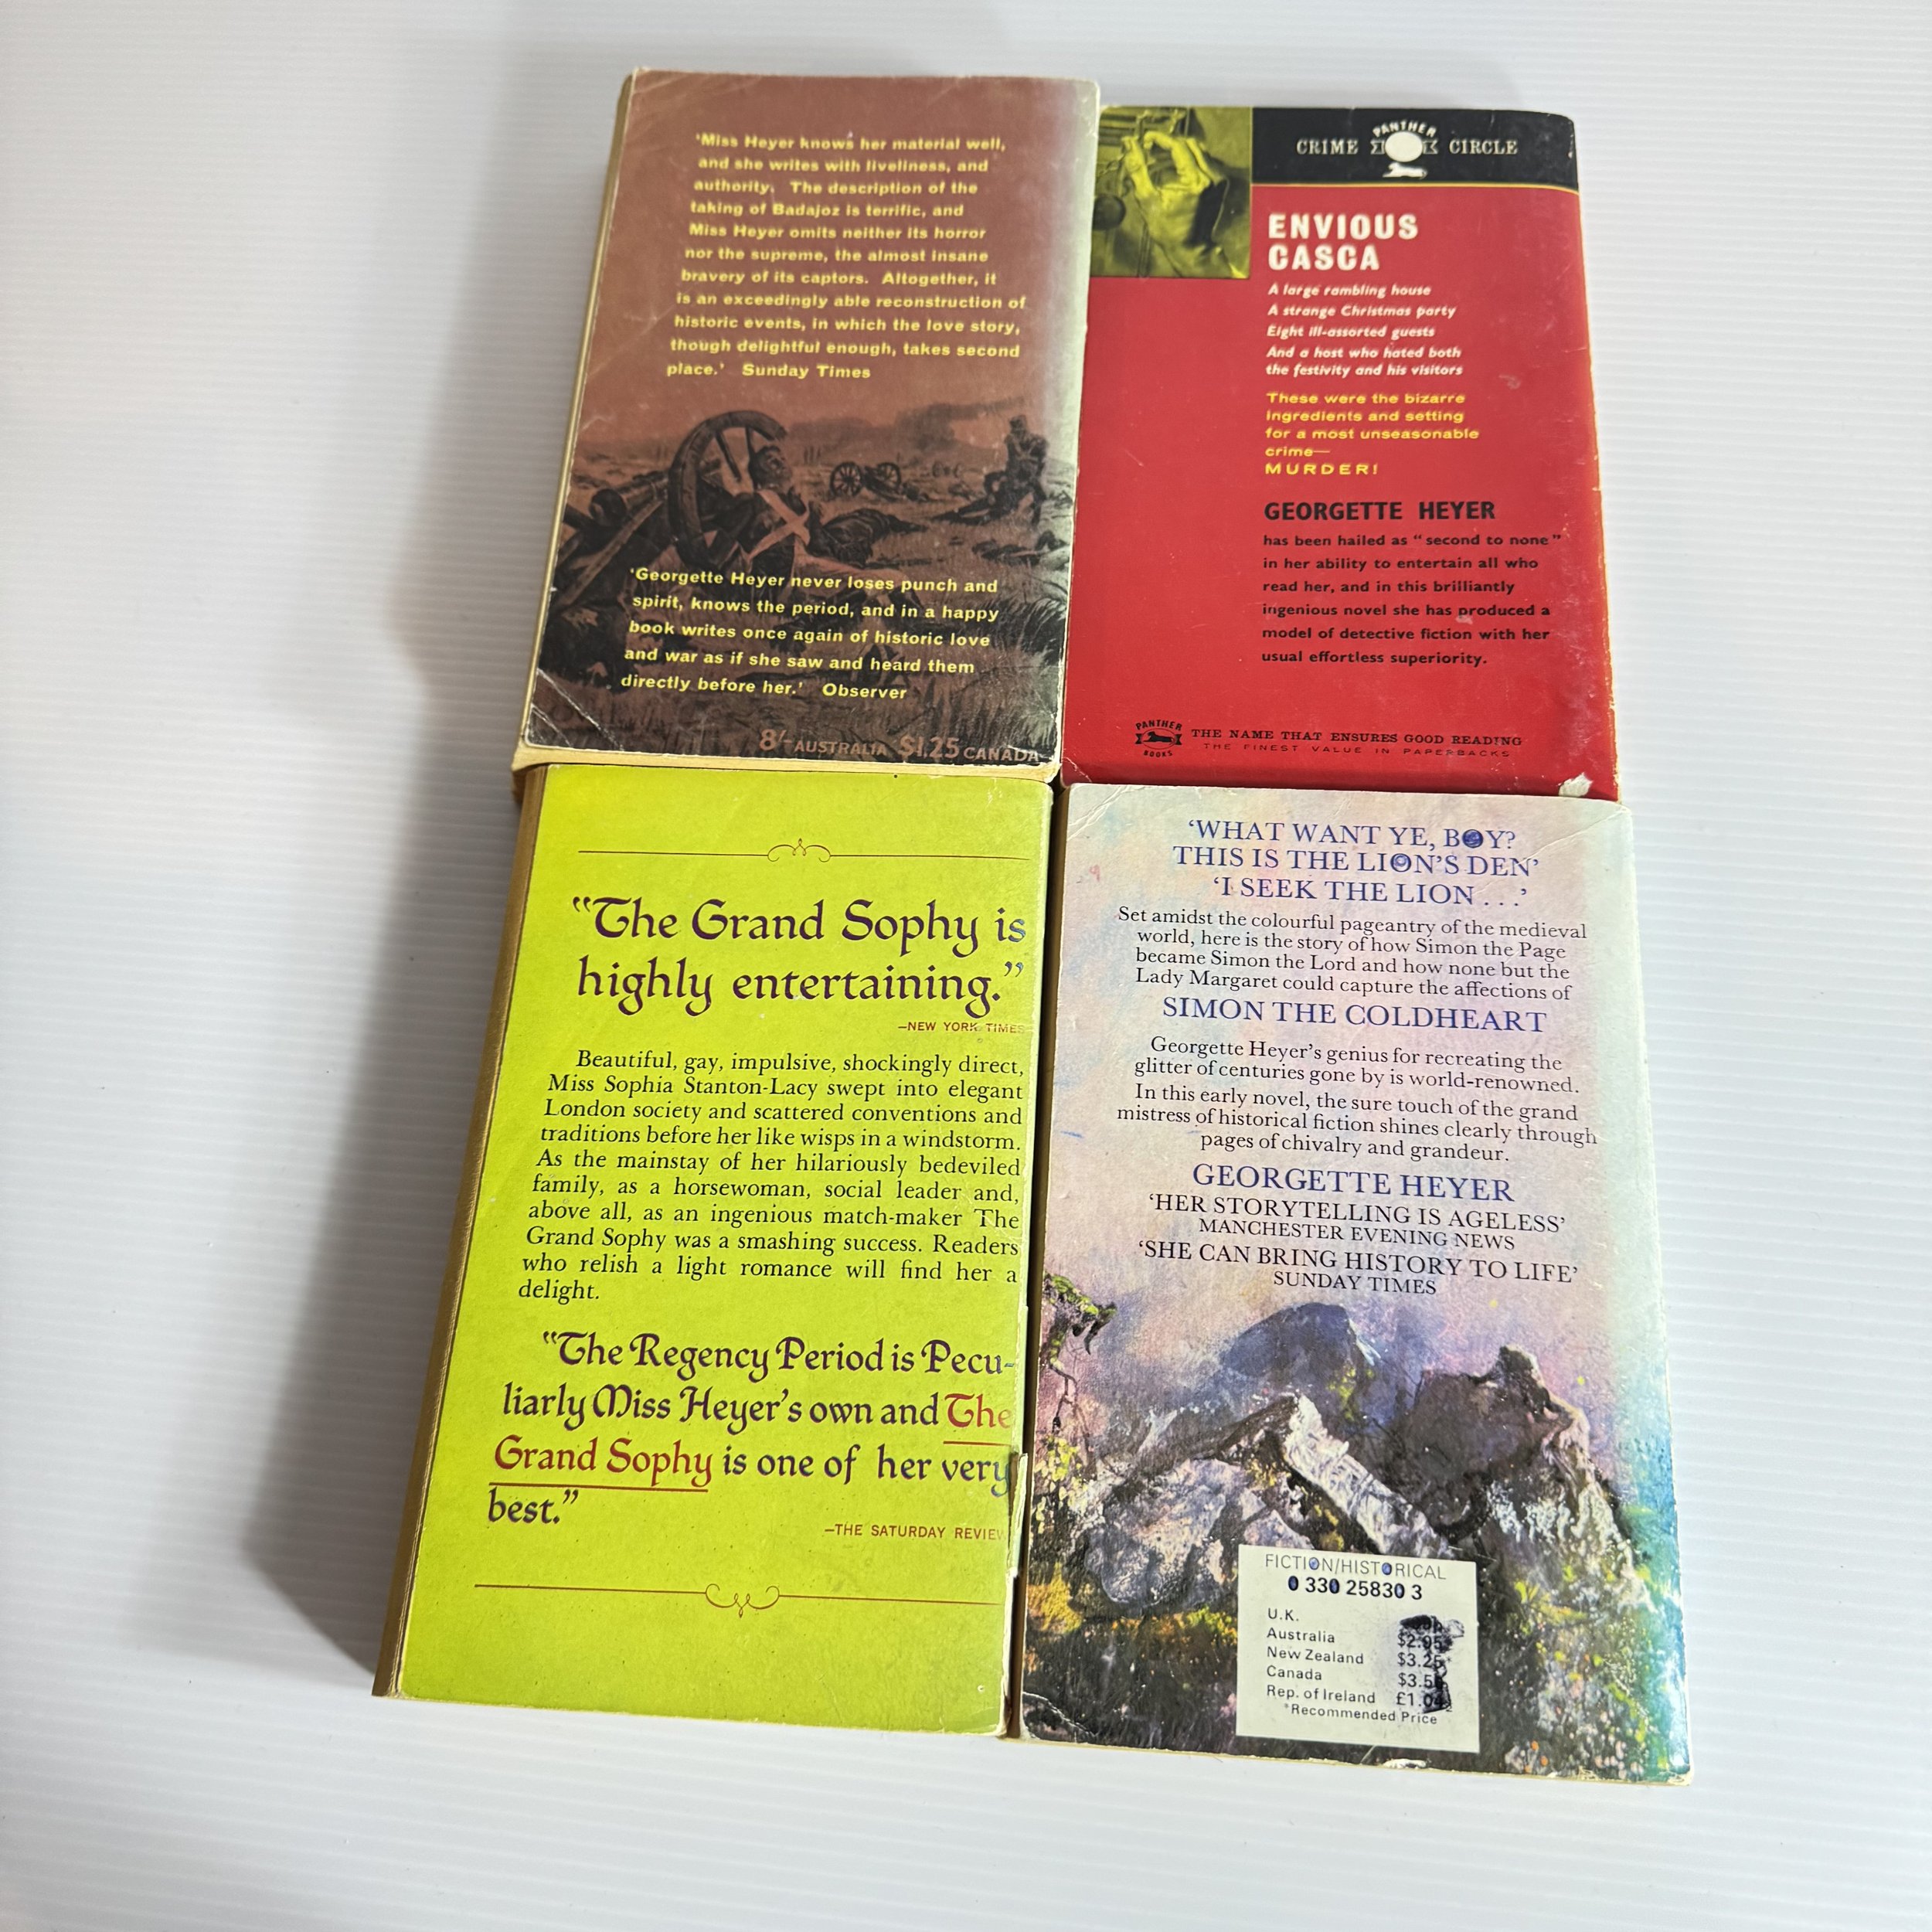 'Miss Heyer knows her material well,
and she writes with liveliness, and
authority. The description of the
taking of Badajoz is terrific, and
Miss Heyer omits neither its horror
nor the supreme, the almost insane
bravery of its captors. Altogether, it
is an exceedingly able reconstruction of
historic events, in which the love story,
though delightful enough, takes second
place.' Sunday Times
'Georgette Heyer never loses punch and
spirit, knows the period, and in a happy
book writes once again of historic love
and war as if she saw and heard them
directly before her.' Observer
8/- AUSTRALIA $1.25 CANADA
CRIME PANTHER CIRCLE
ENVIOUS
CASCA
A large rambling house
A strange Christmas party
Eight ill-assorted guests
And a host who hated both
the festivity and his visitors
These were the bizarre
ingredients and setting
for a most unseasonable
crime—
MURDER!
GEORGETTE HEYER
has been hailed as "second to none"
in her ability to entertain all who
read her, and in this brilliantly
ingenious novel she has produced a
model of detective fiction with her
usual effortless superiority.
PANTHER
BOOKS
THE NAME THAT ENSURES GOOD READING
THE FINEST VALUE IN PAPERBACKS
"The Grand Sophy is
highly entertaining."
—NEW YORK TIMES
Beautiful, gay, impulsive, shockingly direct,
Miss Sophia Stanton-Lacy swept into elegant
London society and scattered conventions and
traditions before her like wisps in a windstorm.
As the mainstay of her hilariously bedeviled
family, as a horsewoman, social leader and,
above all, as an ingenious match-maker The
Grand Sophy was a smashing success. Readers
who relish a light romance will find her a
delight.
"The Regency Period is Pecu-
liarly Miss Heyer's own and The
Grand Sophy is one of her very
best."
—THE SATURDAY REVIEW
'WHAT WANT YE, BOY?
THIS IS THE LION'S DEN'
'I SEEK THE LION . . .'
Set amidst the colourful pageantry of the medieval
world, here is the story of how Simon the Page
became Simon the Lord and how none but the
Lady Margaret could capture the affections of
SIMON THE COLDHEART
Georgette Heyer's genius for recreating the
glitter of centuries gone by is world-renowned.
In this early novel, the sure touch of the grand
mistress of historical fiction shines clearly through
pages of chivalry and grandeur.
GEORGETTE HEYER
'HER STORYTELLING IS AGELESS'
MANCHESTER EVENING NEWS
'SHE CAN BRING HISTORY TO LIFE'
SUNDAY TIMES
FICTION/HISTORICAL
0 330 25830 3
U.K.
Australia $2.95*
New Zealand $3.25*
Canada
Rep. of Ireland
*Recommended Price